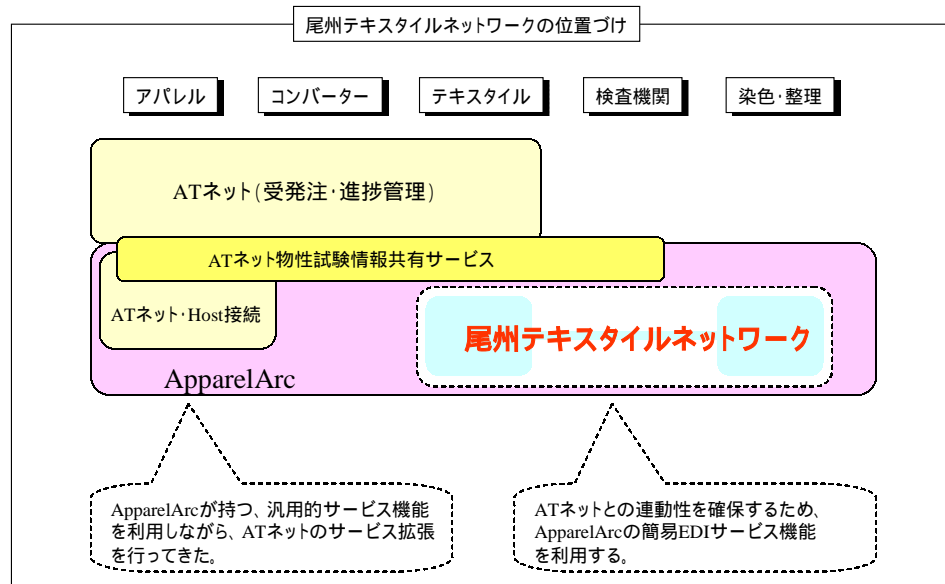 尾州テキスタイルネットワークの位置づけ
アパレル
コンバーター
テキスタイル
検査機関
染色･整理
ATネット(受発注･進捗管理)
ATネット物性試験情報共有サービス
ATネット･Host接続
尾州テキスタイルネットワーク
ApparelArc
ApparelArcが持つ、汎用的サービス機能
を利用しながら、ATネットのサービス拡張
を行ってきた。
ATネットとの連動性を確保するため、
ApparelArcの簡易EDIサービス機能
を利用する。